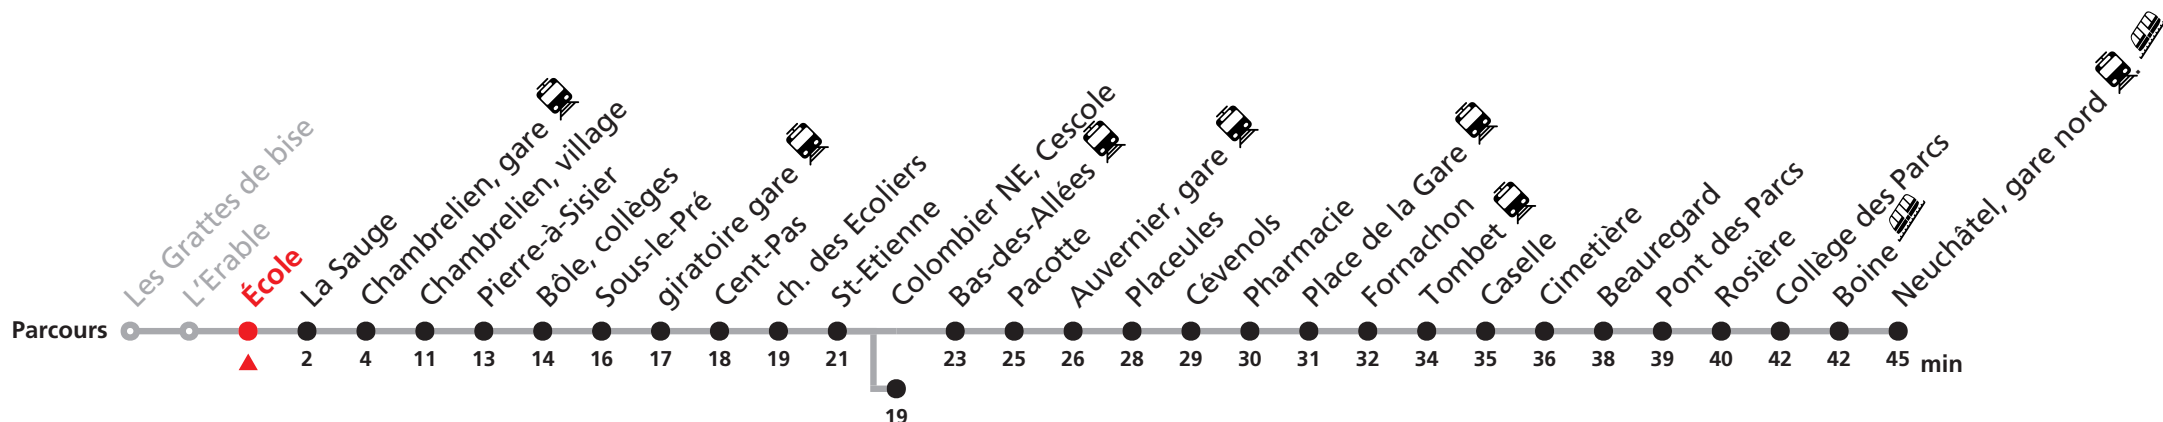 Les Grattes de bise
L'Erable
École
La Sauge
Chambrelien, gare
Chambrelien, village
Pierre-à-Sisier
Bôle, collèges
Sous-le-Pré
giratoire gare
Cent-Pas
ch. des Ecoliers
St-Etienne
Colombier NE, Cescole
Bas-des-Allées
Pacotte
Auvernier, gare
Placeules
Cévenols
Pharmacie
Place de la Gare
Fornachon
Tombet
Caselle
Cimetière
Beauregard
Pont des Parcs
Rosière
Collège des Parcs
Boine
Neuchâtel, gare nord
Parcours
2 4 11 13 14 16 17 18 19 21 23 25 26 28 29 30 31 32 34 35 36 38 39 40 42 42 45 min
19